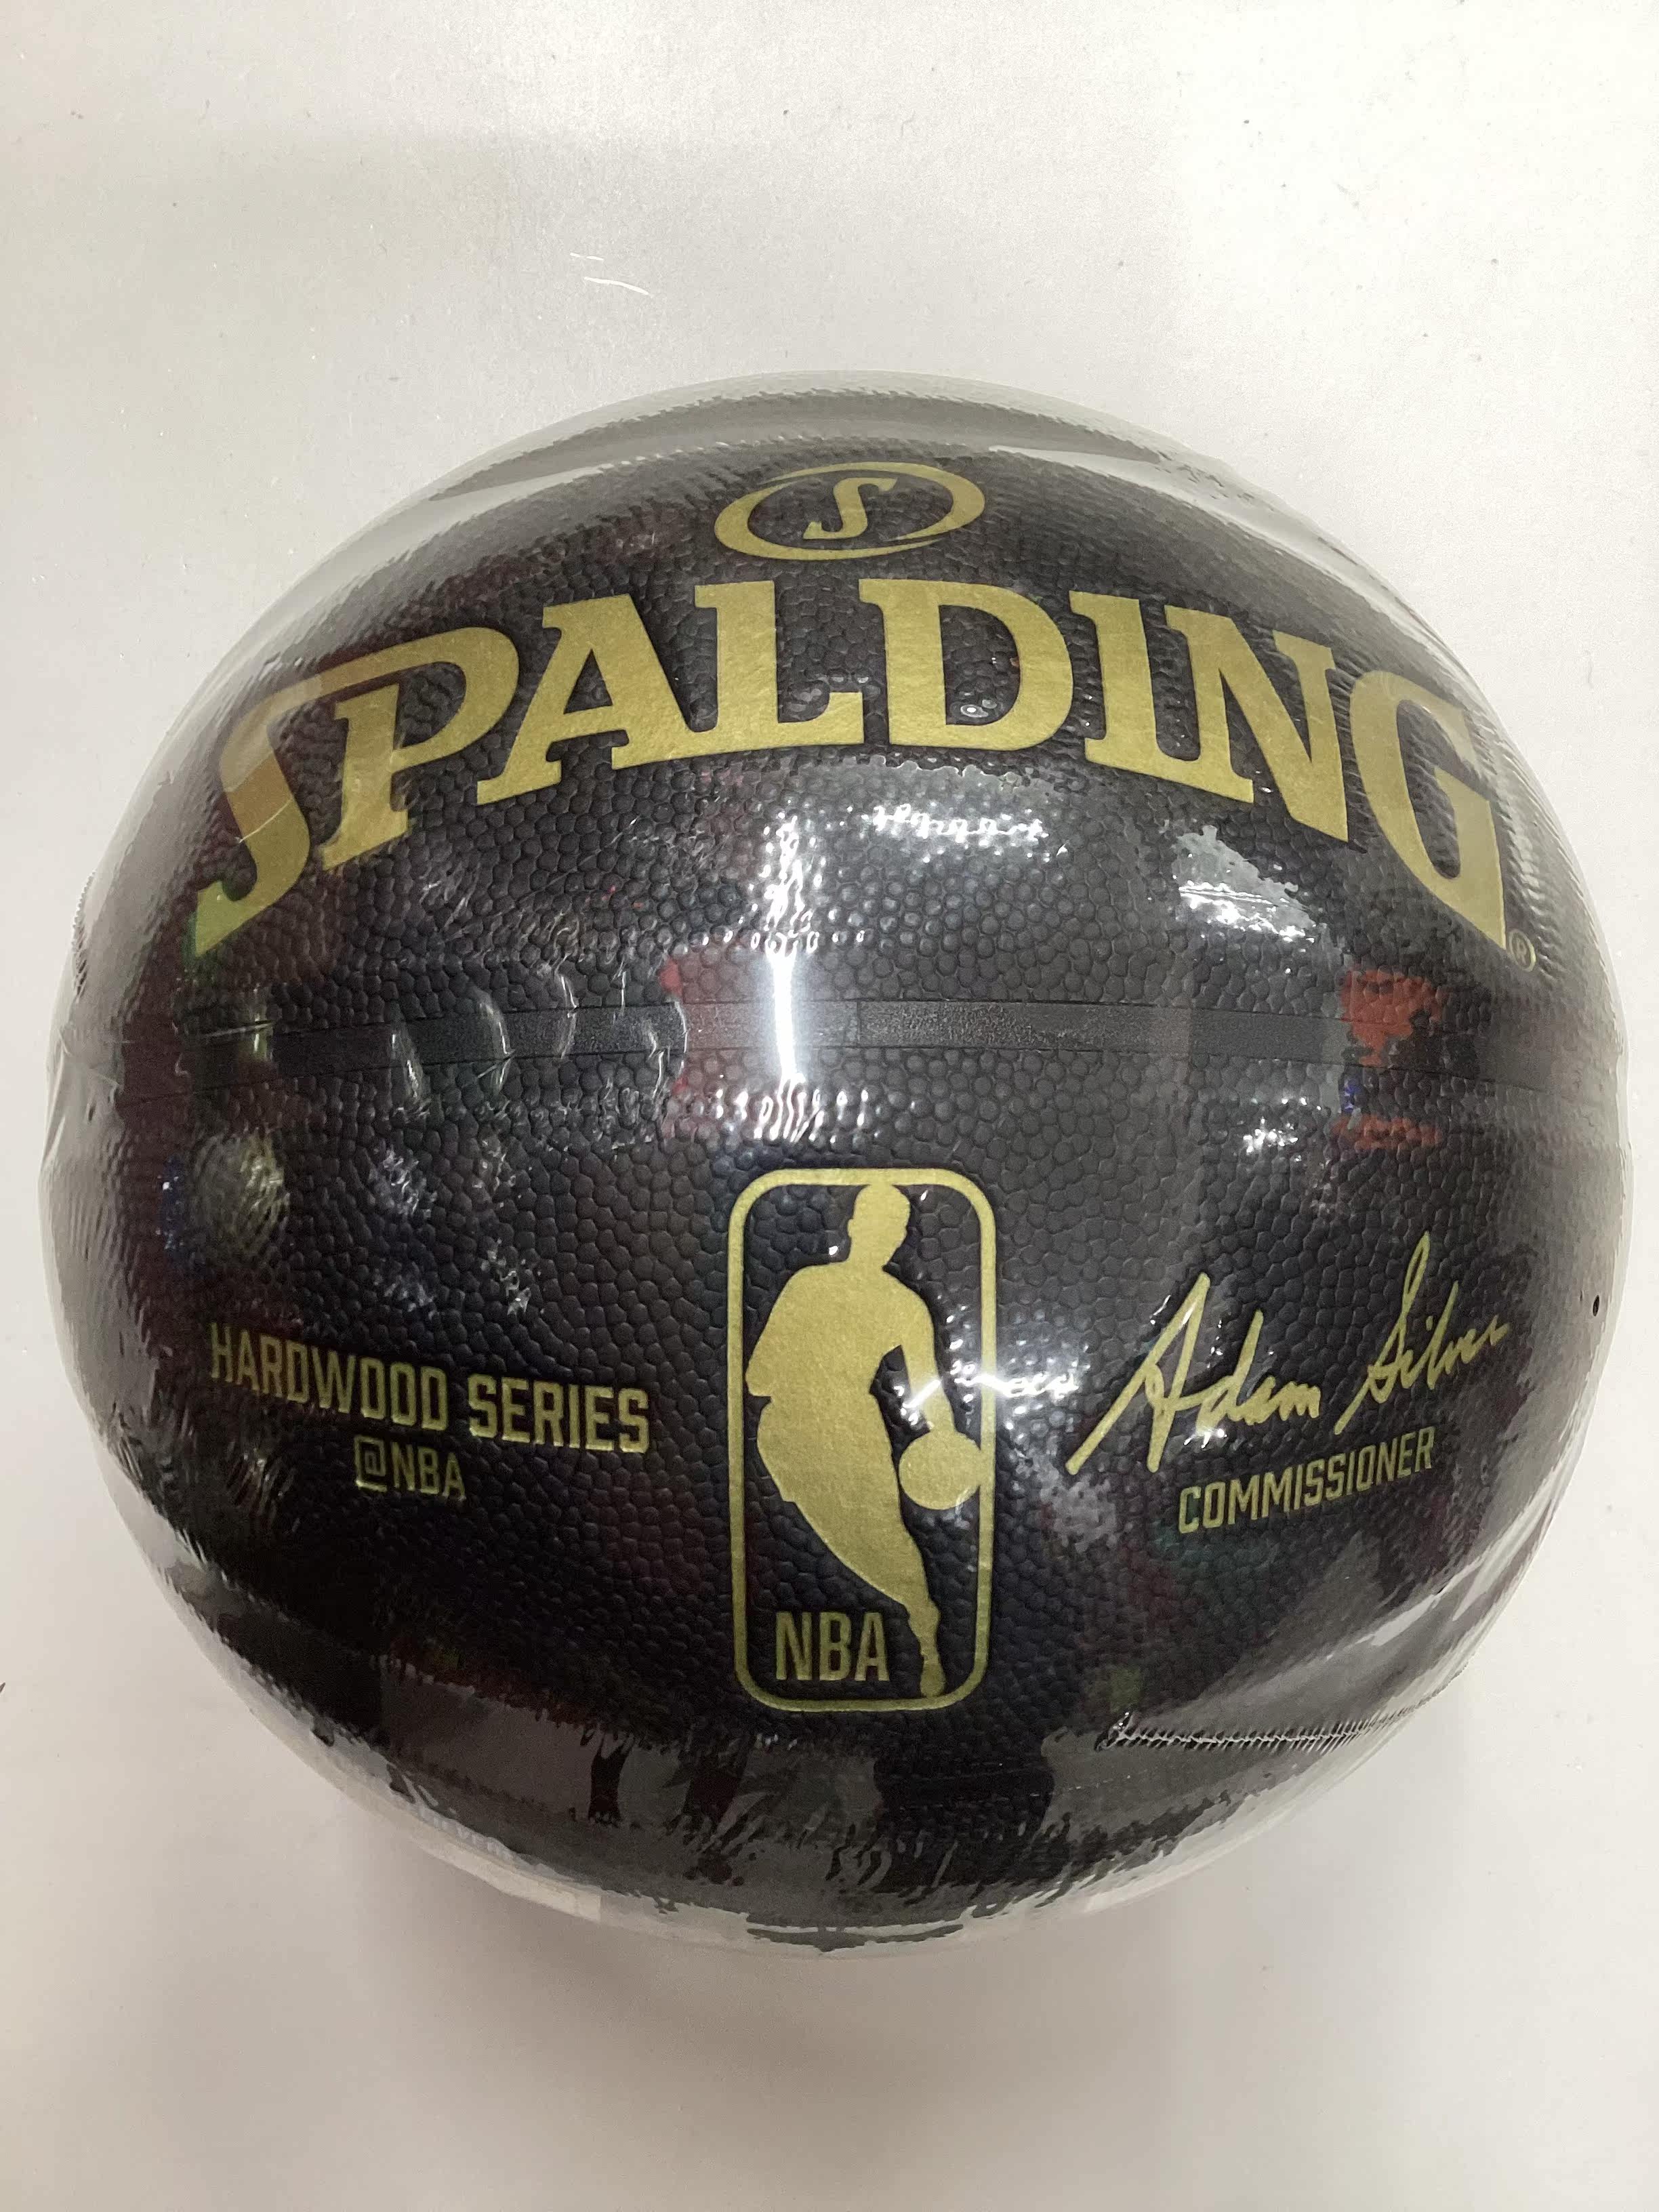 S
SPALDING®
HARDWOOD SERIES
@NBA
NBA
Adam Silver
COMMISSIONER